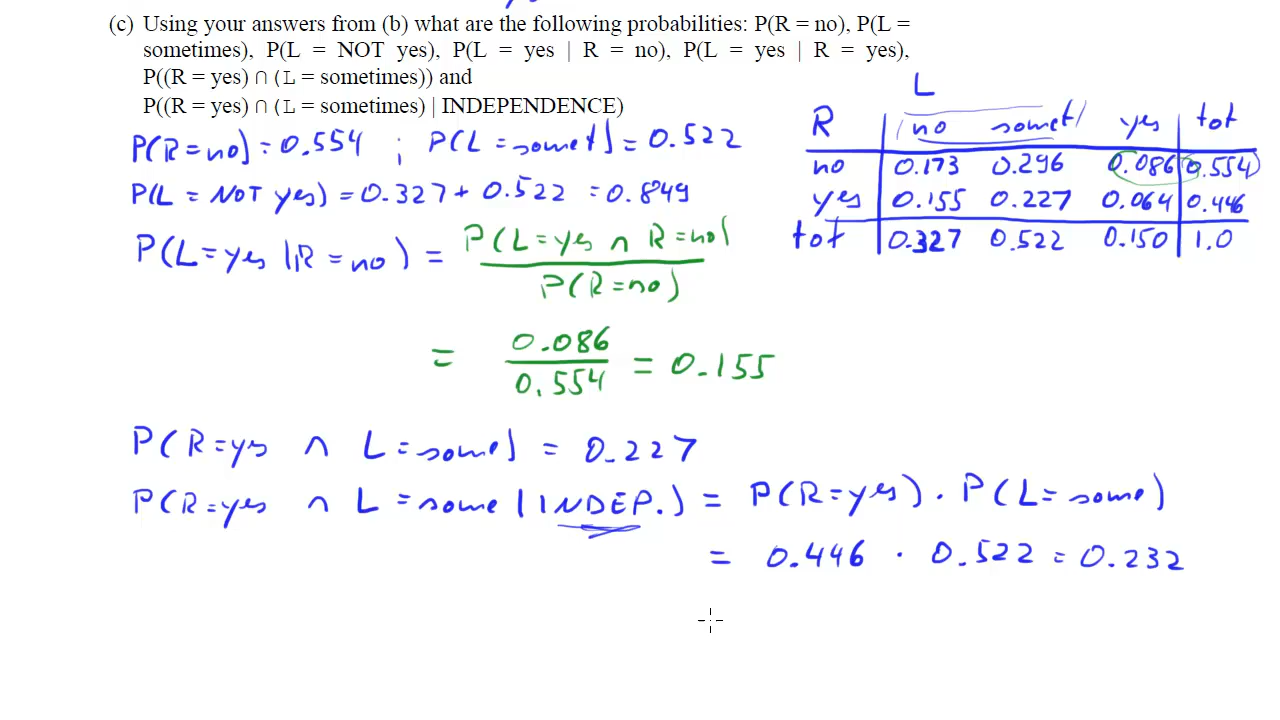 (c) Using your answers from (b) what are the following probabilities: P(R = no), P(L =
sometimes), P(L = NOT yes), P(L = yes | R = no), P(L = yes | R = yes),
P((R = yes) ∩ (L = sometimes)) and
P((R = yes) ∩ (L = sometimes) | INDEPENDENCE)
L
R no somet yes tot
no 0.173 0.296 0.086 0.554
yes 0.155 0.227 0.064 0.446
tot 0.327 0.522 0.150 1.0
P(R=no) = 0.554 ; P(L=somet) = 0.522
P(L = NOT yes) = 0.327 + 0.522 = 0.849
P(L=yes | R=no) = P(L=yes ∩ R=no)
P(R=no)
= 0.086
0.554 = 0.155
P(R=yes ∩ L=some) = 0.227
P(R=yes ∩ L=some | INDEP.) = P(R=yes) · P(L=some)
= 0.446 · 0.522 = 0.232